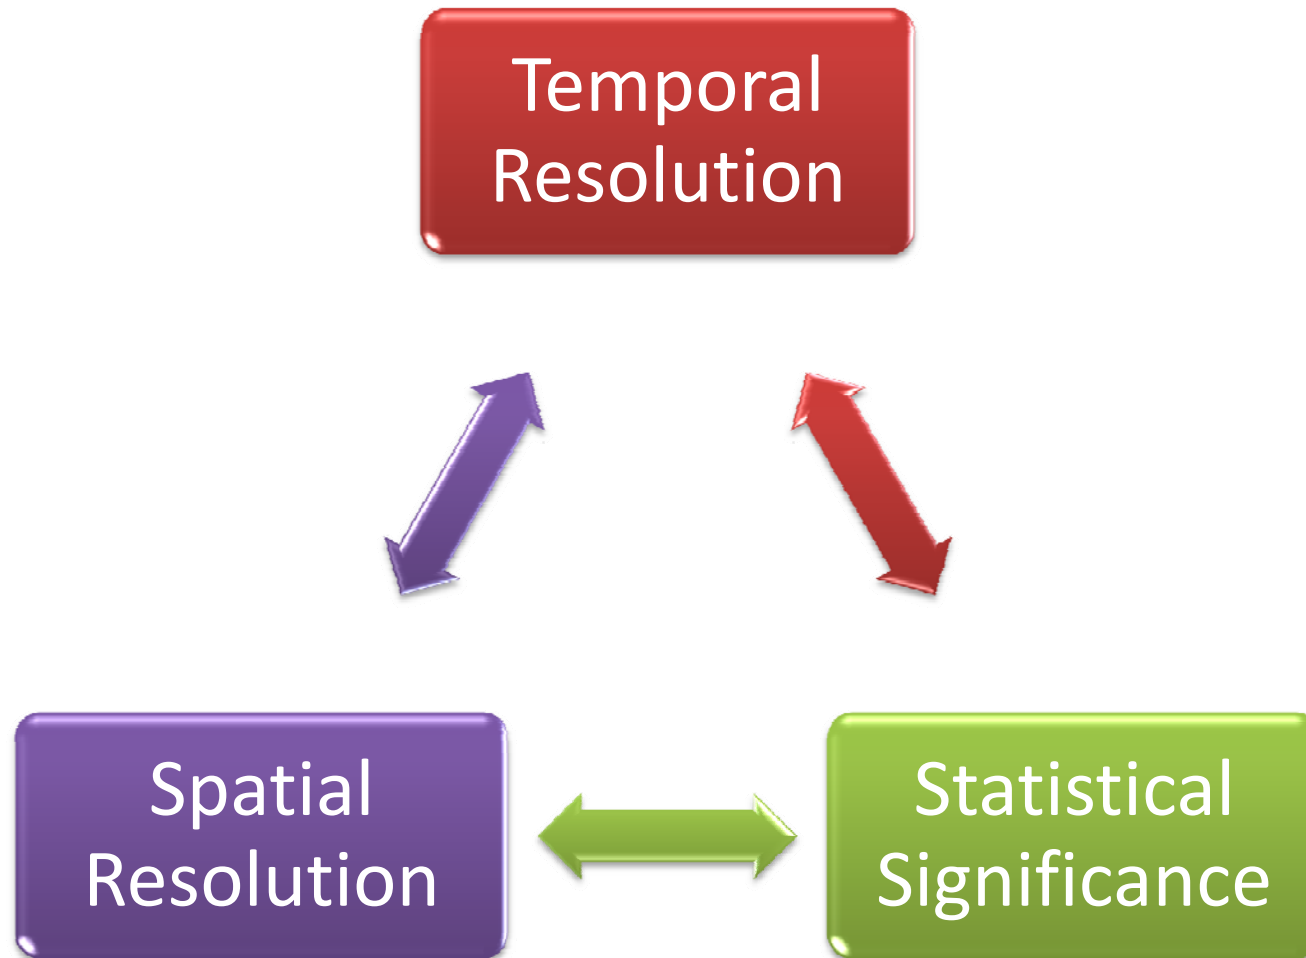 Temporal
Resolution
Spatial
Resolution
Statistical
Significance